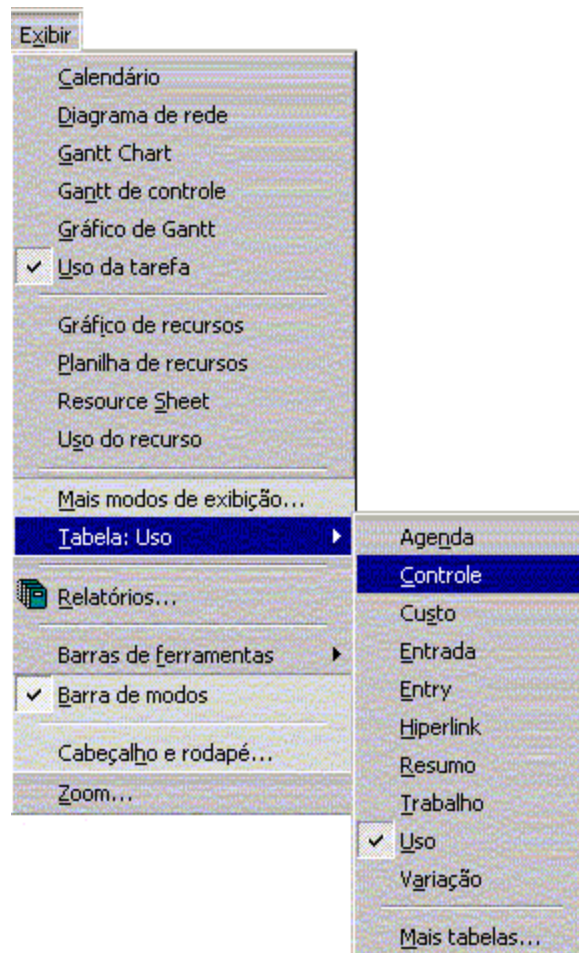 Exibir
Calendário
Diagrama de rede
Gantt Chart
Gantt de controle
Gráfico de Gantt
Uso da tarefa
Gráfico de recursos
Planilha de recursos
Resource Sheet
Uso do recurso
Mais modos de exibição...
Tabela: Uso
Relatórios...
Barras de ferramentas
Barra de modos
Cabeçalho e rodapé...
Zoom...
Agenda
Controle
Custo
Entrada
Entry
Hiperlink
Resumo
Trabalho
Uso
Variação
Mais tabelas...